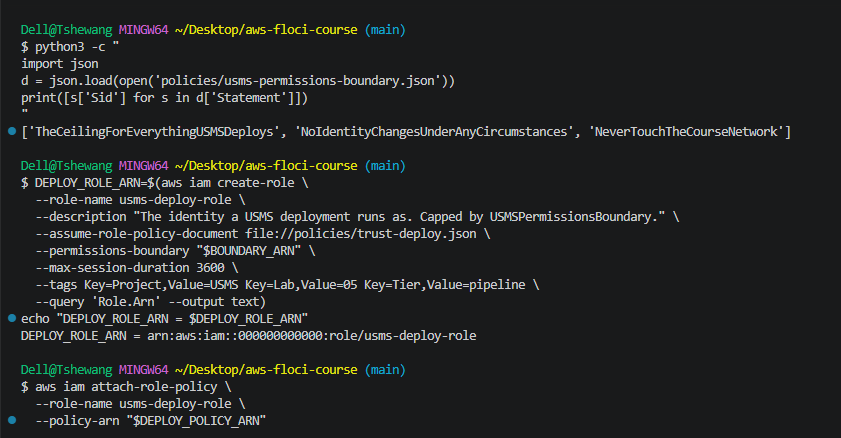 Dell@Tshewang MINGW64 ~/Desktop/aws-floci-course (main)
$ python3 -c "
import json
d = json.load(open('policies/usms-permissions-boundary.json'))
print([s['Sid'] for s in d['Statement']])
"
['TheCeilingForEverythingUSMSDeploys', 'NoIdentityChangesUnderAnyCircumstances', 'NeverTouchTheCourseNetwork']
Dell@Tshewang MINGW64 ~/Desktop/aws-floci-course (main)
$ DEPLOY_ROLE_ARN=$(aws iam create-role \
  --role-name usms-deploy-role \
  --description "The identity a USMS deployment runs as. Capped by USMSPermissionsBoundary." \
  --assume-role-policy-document file://policies/trust-deploy.json \
  --permissions-boundary "$BOUNDARY_ARN" \
  --max-session-duration 3600 \
  --tags Key=Project,Value=USMS Key=Lab,Value=05 Key=Tier,Value=pipeline \
  --query 'Role.Arn' --output text)
echo "DEPLOY_ROLE_ARN = $DEPLOY_ROLE_ARN"
DEPLOY_ROLE_ARN = arn:aws:iam::000000000000:role/usms-deploy-role
Dell@Tshewang MINGW64 ~/Desktop/aws-floci-course (main)
$ aws iam attach-role-policy \
  --role-name usms-deploy-role \
  --policy-arn "$DEPLOY_POLICY_ARN"